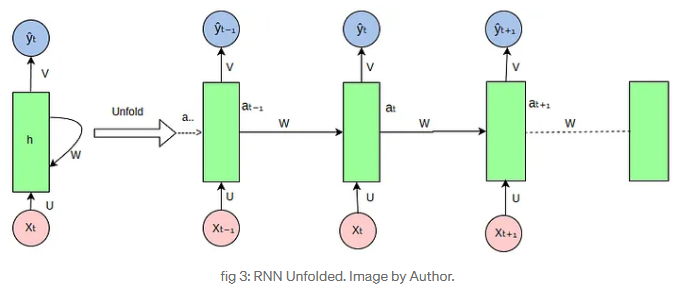 ŷt
ŷt−1
ŷt
ŷt+1
V
V
V
V
Unfold
a..
at−1
at
at+1
h
W
W
W
W
U
U
U
U
Xt
Xt−1
Xt
Xt+1
fig 3: RNN Unfolded. Image by Author.